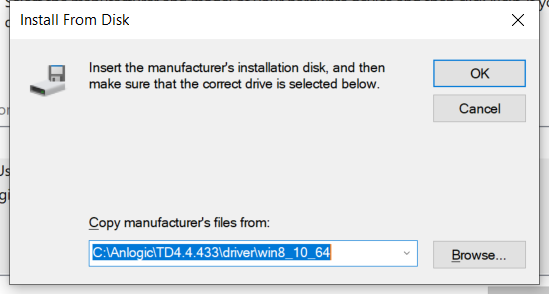 Install From Disk
Insert the manufacturer's installation disk, and then
make sure that the correct drive is selected below.
OK
Cancel
Copy manufacturer's files from:
C:\Anlogic\TD4.4.433\driver\win8_10_64
Browse...